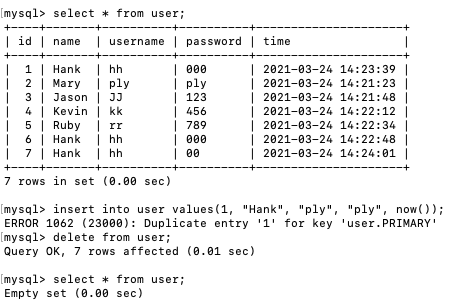 [mysql> select * from user;
+----+-------+----------+----------+---------------------+
| id | name  | username | password | time                |
+----+-------+----------+----------+---------------------+
|  1 | Hank  | hh       | 000      | 2021-03-24 14:23:39 |
|  2 | Mary  | ply      | ply      | 2021-03-24 14:21:23 |
|  3 | Jason | JJ       | 123      | 2021-03-24 14:21:48 |
|  4 | Kevin | kk       | 456      | 2021-03-24 14:22:12 |
|  5 | Ruby  | rr       | 789      | 2021-03-24 14:22:34 |
|  6 | Hank  | hh       | 000      | 2021-03-24 14:22:48 |
|  7 | Hank  | hh       | 00       | 2021-03-24 14:24:01 |
+----+-------+----------+----------+---------------------+
7 rows in set (0.00 sec)

[mysql> insert into user values(1, "Hank", "ply", "ply", now());
ERROR 1062 (23000): Duplicate entry '1' for key 'user.PRIMARY'
[mysql> delete from user;
Query OK, 7 rows affected (0.01 sec)

[mysql> select * from user;
Empty set (0.00 sec)